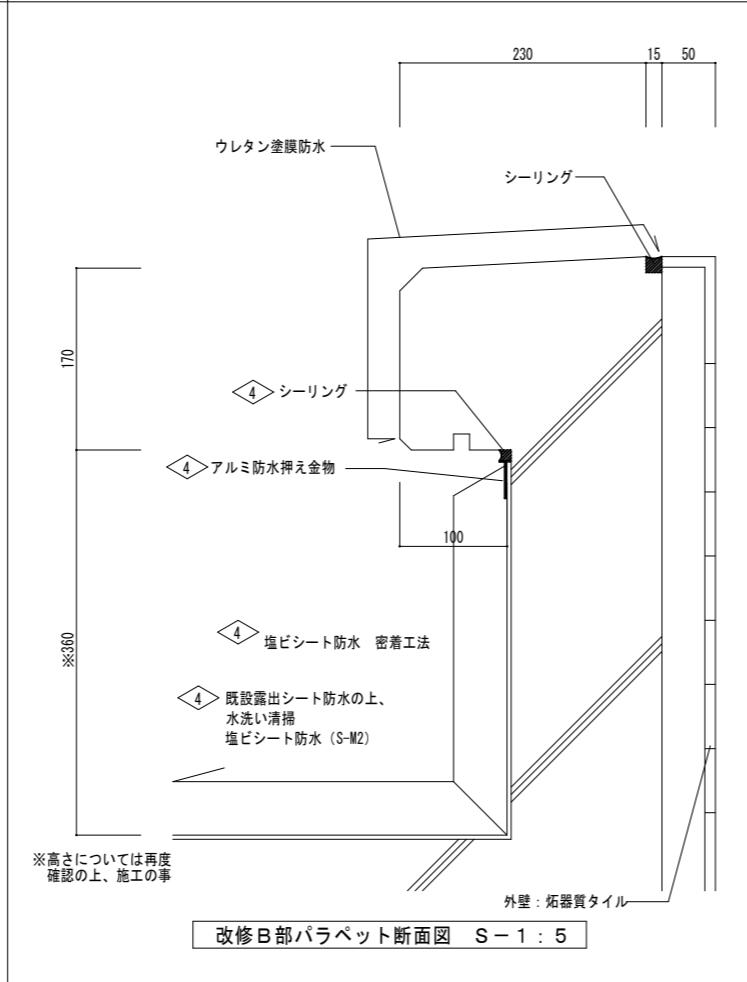 230
15
50
ウレタン塗膜防水
シーリング
170
4 シーリング
4 アルミ防水押え金物
100
※360
4 塩ビシート防水 密着工法
4 既設露出シート防水の上、
水洗い清掃
塩ビシート防水（S-M2）
※高さについては再度
確認の上、施工の事
外壁：炻器質タイル
改修Ｂ部パラペット断面図 Ｓ－１：５